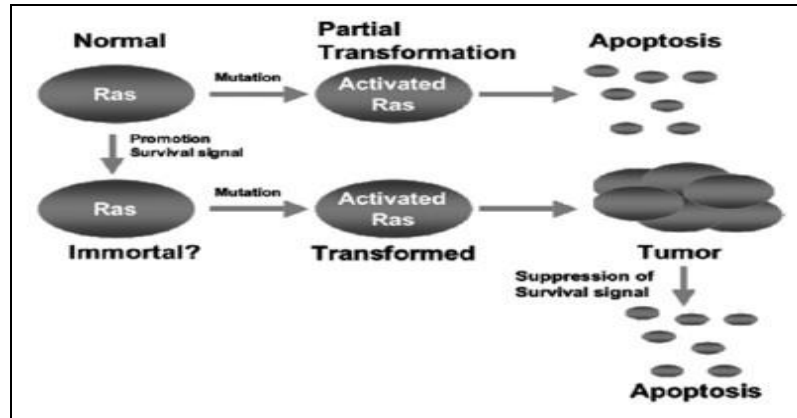 Normal
Partial
Transformation
Apoptosis
Ras
Mutation
Activated
Ras
Promotion
Survival signal
Ras
Mutation
Activated
Ras
Immortal?
Transformed
Tumor
Suppression of
Survival signal
Apoptosis